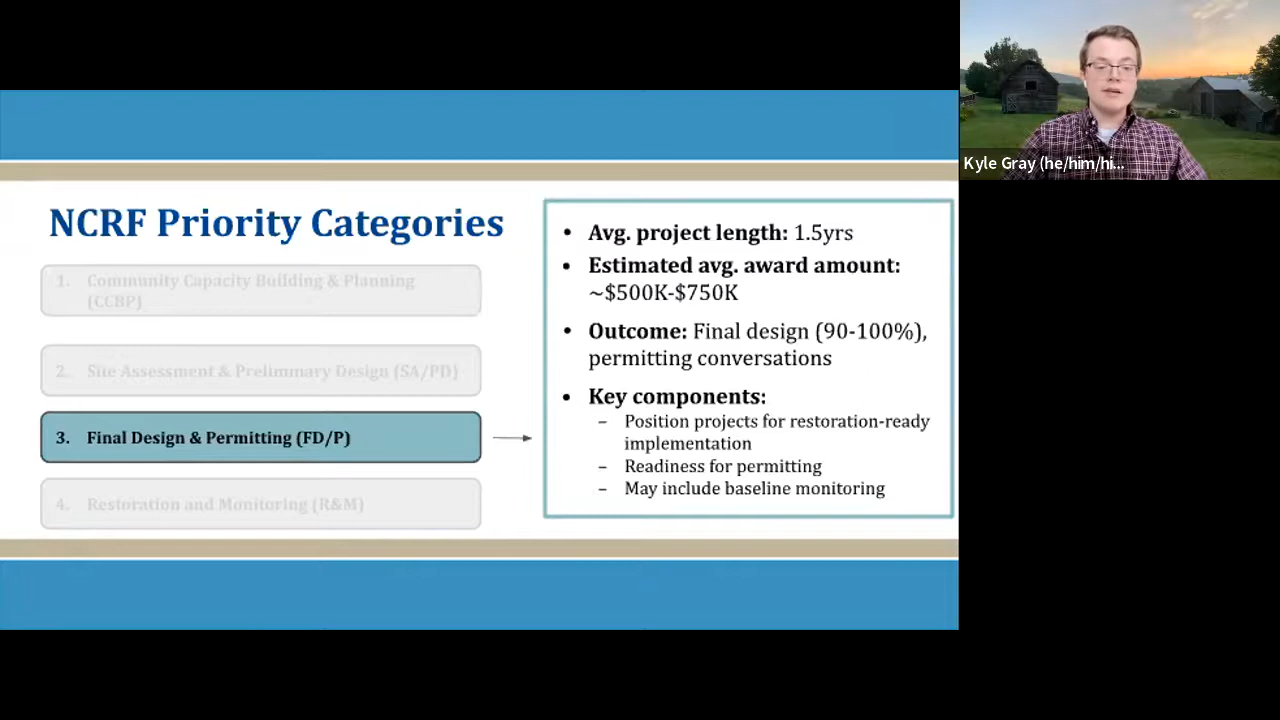 NCRF Priority Categories
1. Community Capacity Building & Planning
(CCBP)
2. Site Assessment & Preliminary Design (SA/PD)
3. Final Design & Permitting (FD/P)
4. Restoration and Monitoring (R&M)
• Avg. project length: 1.5yrs
• Estimated avg. award amount:
~$500K-$750K
• Outcome: Final design (90-100%),
permitting conversations
• Key components:
– Position projects for restoration-ready
implementation
– Readiness for permitting
– May include baseline monitoring
Kyle Gray (he/him/hi...